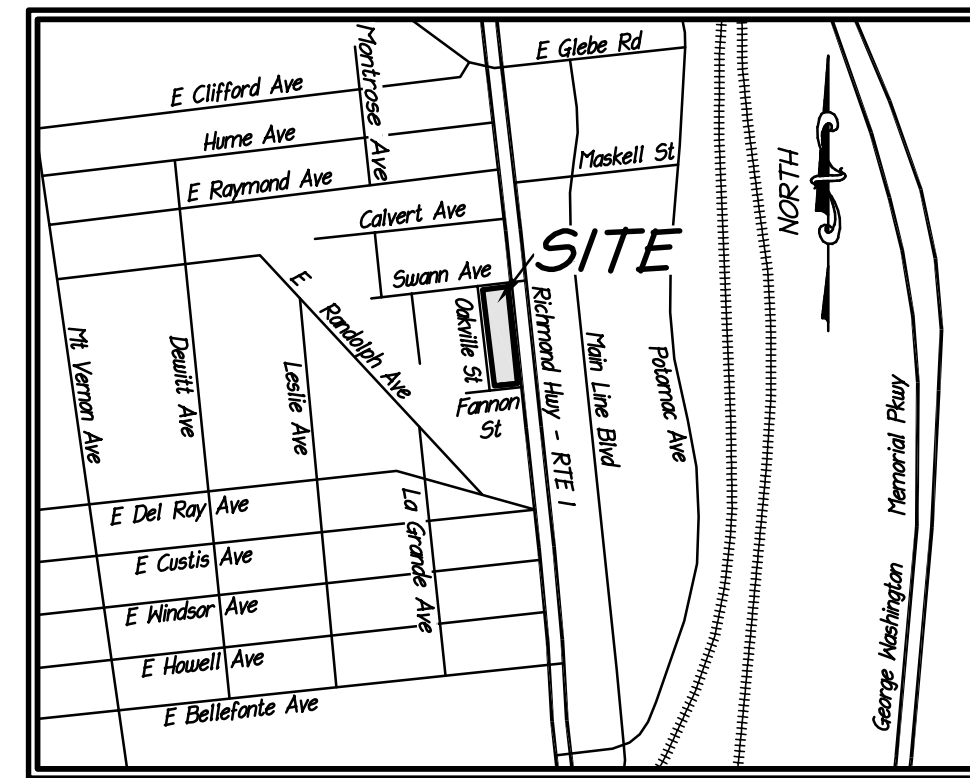 E Glebe Rd
Montrose Ave
E Clifford Ave
Hume Ave
Maskell St
E Raymond Ave
NORTH
Calvert Ave
SITE
Swann Ave
E Randolph Ave
Oakville St
Richmond Hwy - RTE 1
Mt Vernon Ave
Dewitt Ave
Leslie Ave
Main Line Blvd
Potomac Ave
Fannon
St
George Washington Memorial Pkwy
La Grande Ave
E Del Ray Ave
E Custis Ave
E Windsor Ave
E Howell Ave
E Bellefonte Ave